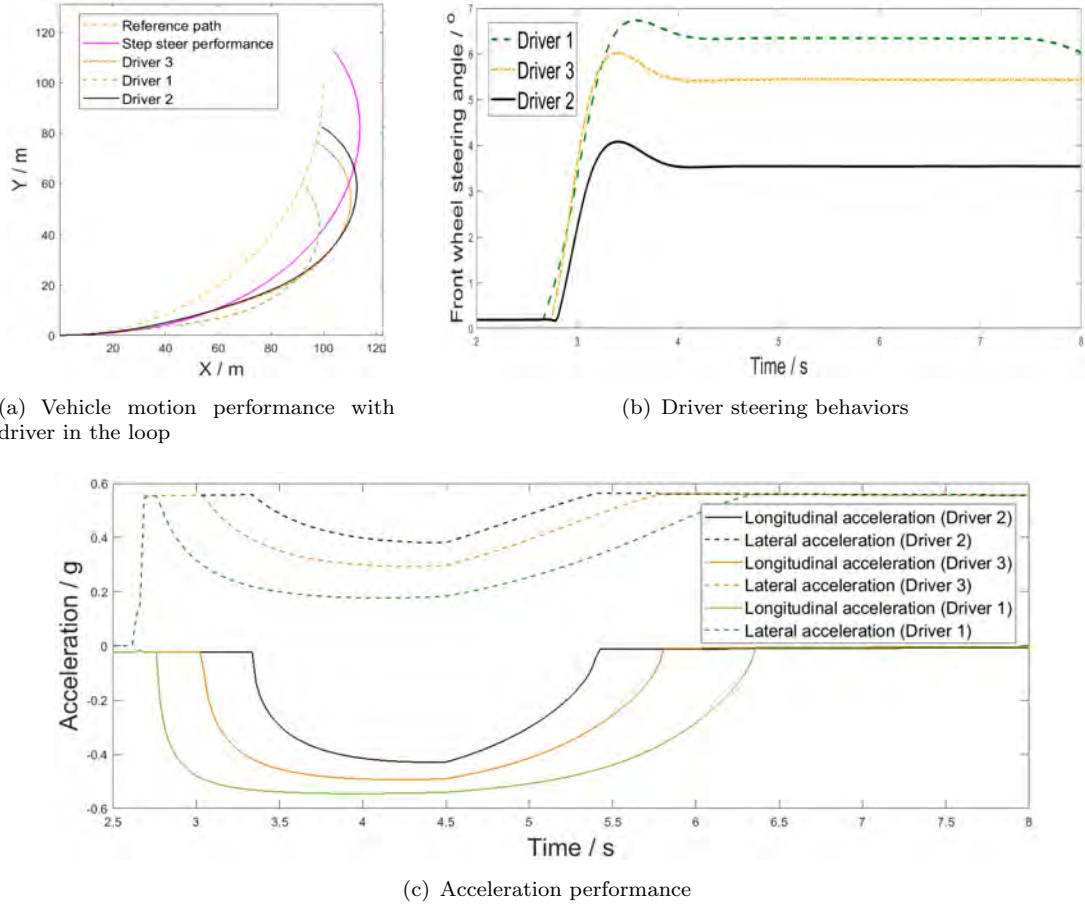 120
100
80
60
40
20
0
20
40
60
80
100
120
Y / m
X / m
Reference path
Step steer performance
Driver 3
Driver 1
Driver 2
(a) Vehicle motion performance with
driver in the loop
7
6
5
4
3
2
1
0
2
3
4
5
6
7
8
Front wheel steering angle / °
Time / s
Driver 1
Driver 3
Driver 2
(b) Driver steering behaviors
0.6
0.4
0.2
0
-0.2
-0.4
-0.6
2.5
3
3.5
4
4.5
5
5.5
6
6.5
7
7.5
8
Acceleration / g
Time / s
Longitudinal acceleration (Driver 2)
Lateral acceleration (Driver 2)
Longitudinal acceleration (Driver 3)
Lateral acceleration (Driver 3)
Longitudinal acceleration (Driver 1)
Lateral acceleration (Driver 1)
(c) Acceleration performance